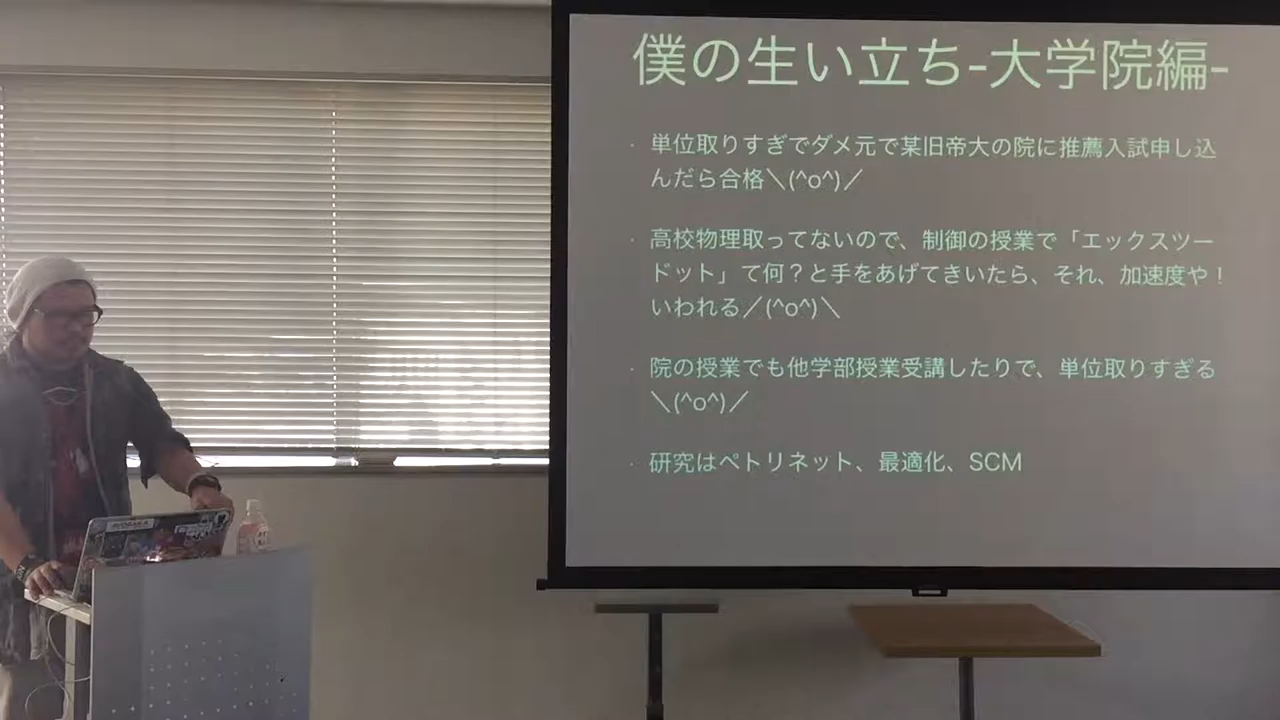 僕の生い立ち-大学院編-
・単位取りすぎでダメ元で某旧帝大の院に推薦入試申し込
んだら合格＼(^o^)／
・高校物理取ってないので、制御の授業で「エックスツー
ドット」て何？と手をあげてきいたら、それ、加速度や！
いわれる／(^o^)＼
・院の授業でも他学部授業受講したりで、単位取りすぎる
＼(^o^)／
・研究はペトリネット、最適化、SCM